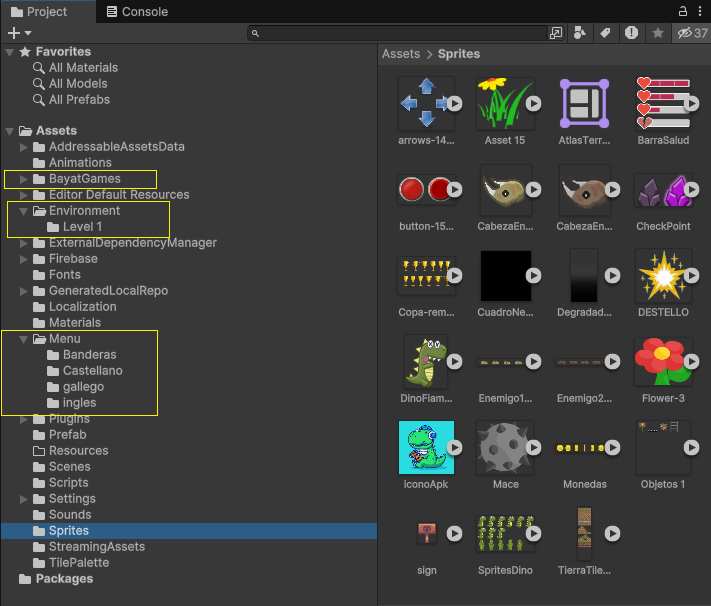 Project
Console
37
Favorites
All Materials
All Models
All Prefabs
Assets
AddressableAssetsData
Animations
BayatGames
Editor Default Resources
Environment
Level 1
ExternalDependencyManager
Firebase
Fonts
GeneratedLocalRepo
Localization
Materials
Menu
Banderas
Castellano
gallego
ingles
Plugins
Prefab
Resources
Scenes
Scripts
Settings
Sounds
Sprites
StreamingAssets
TilePalette
Packages
Assets > Sprites
arrows-14...
Asset 15
AtlasTerr...
BarraSalud
button-15...
CabezaEn...
CabezaEn...
CheckPoint
Copa-rem...
CuadroNe...
Degradad...
DESTELLO
DinoFiam...
Enemigo1...
Enemigo2...
Flower-3
iconoApk
Mace
Monedas
Objetos 1
sign
SpritesDino
TierraTile...